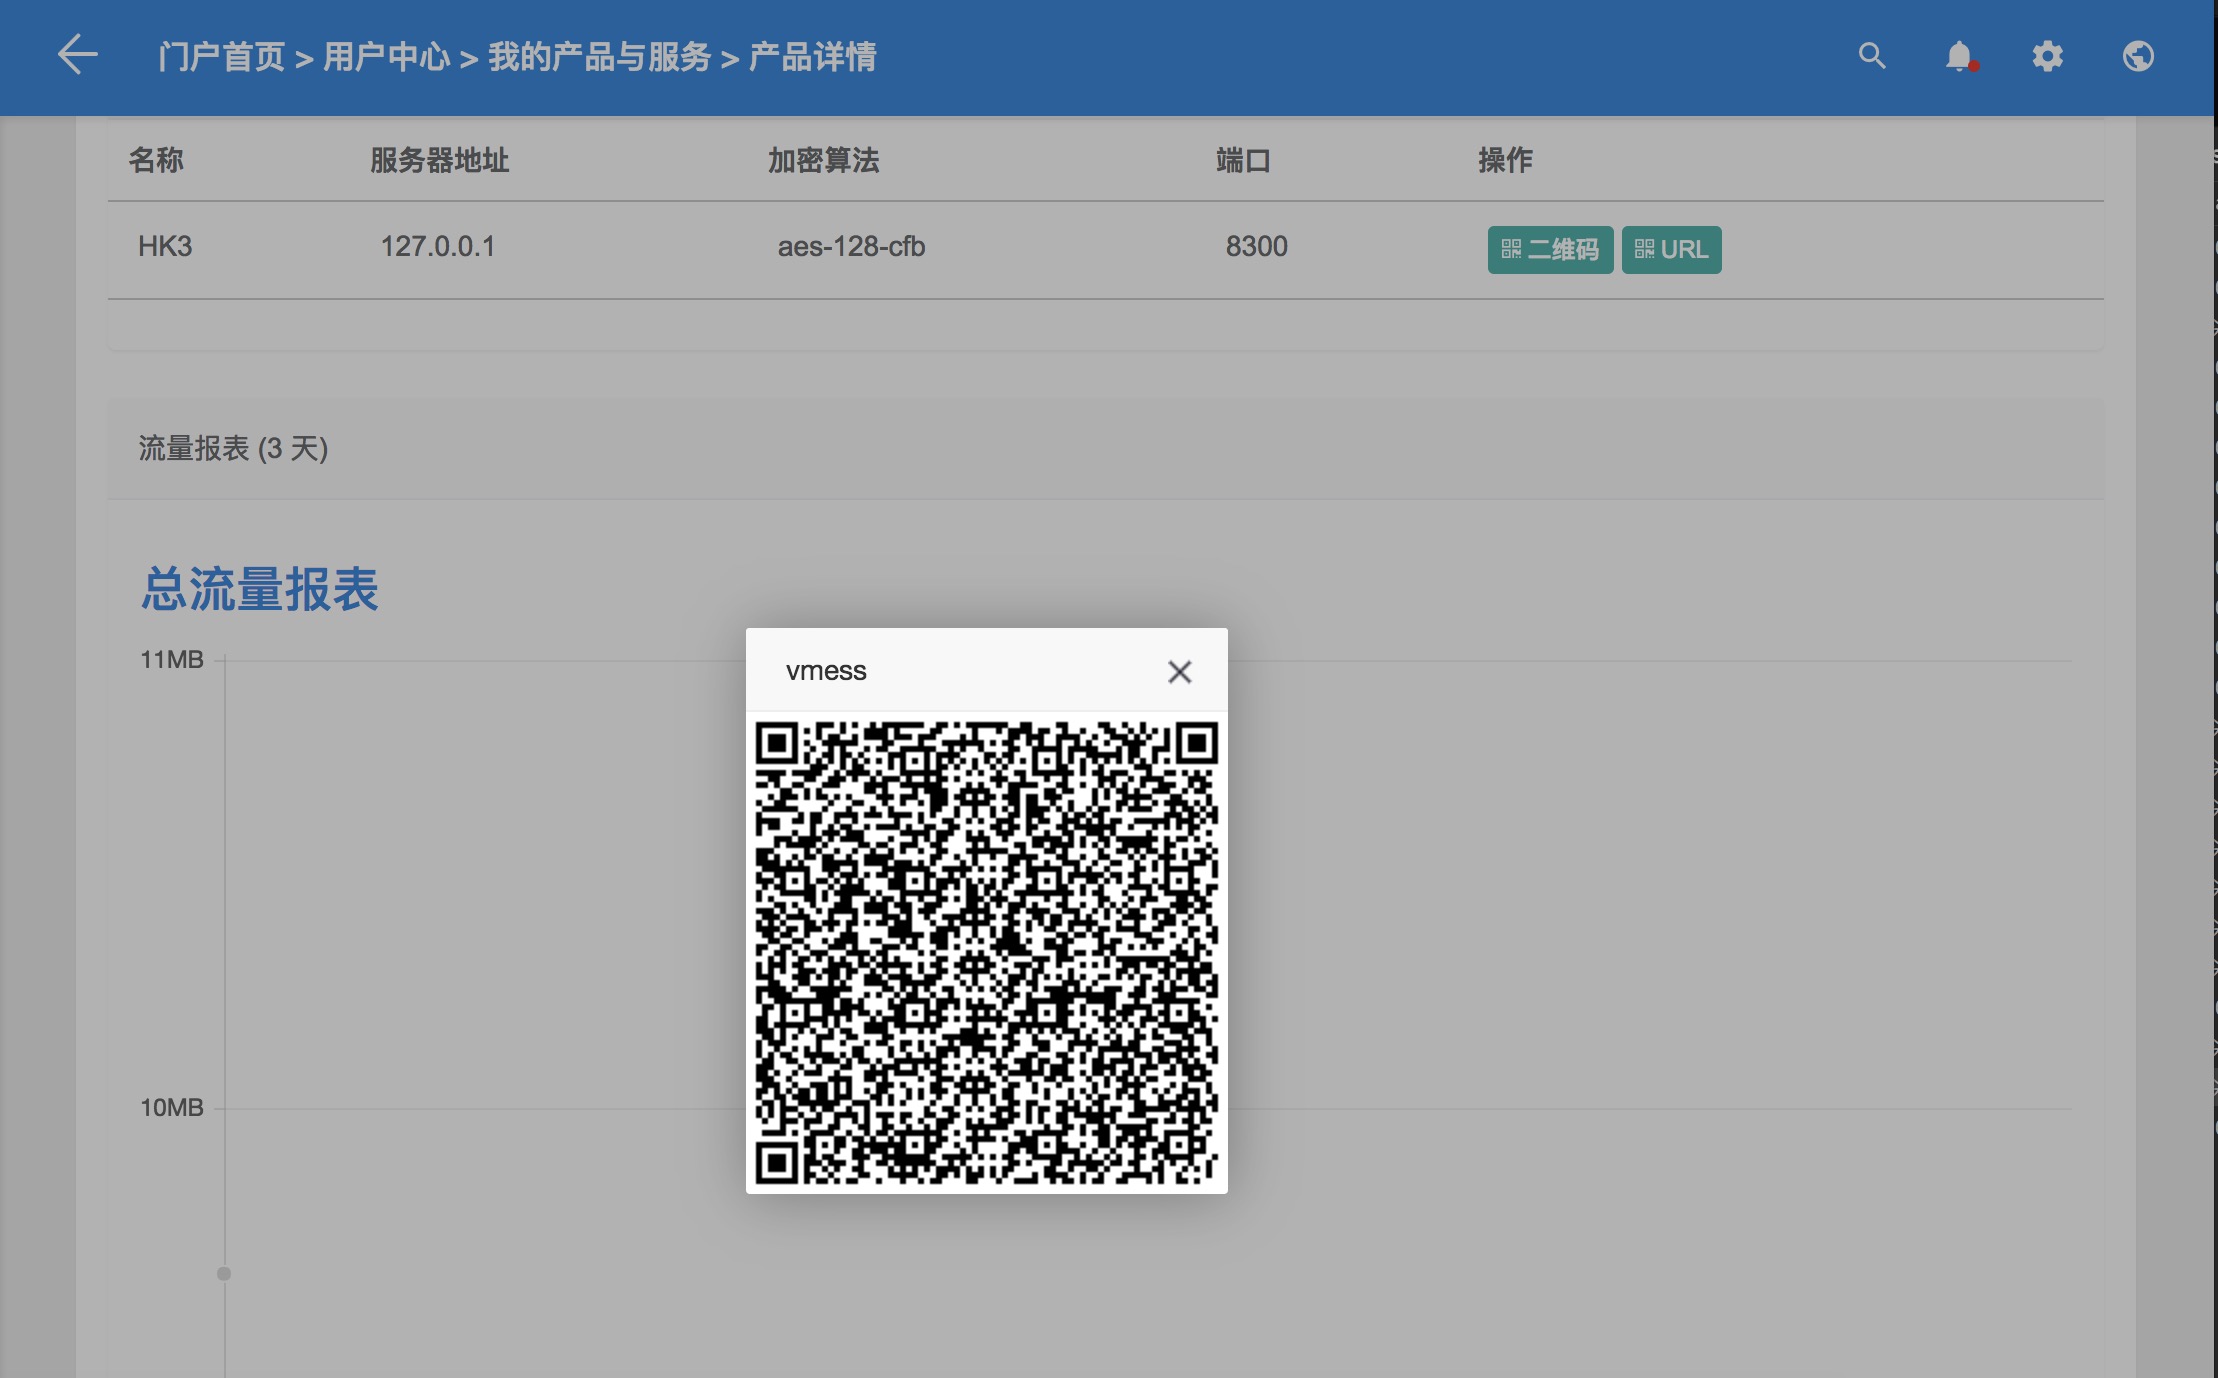 门户首页 > 用户中心 > 我的产品与服务 > 产品详情
名称 服务器地址 加密算法 端口 操作
HK3 127.0.0.1 aes-128-cfb 8300 二维码 URL
流量报表 (3 天)
总流量报表
11MB
vmess
10MB